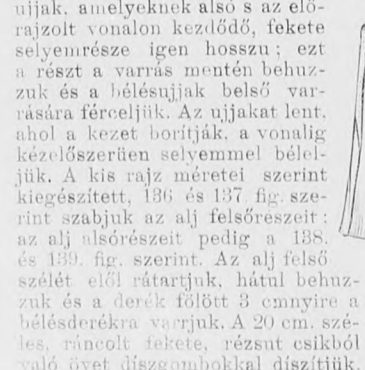 ujjak, amelyeknek alsó s az elő-
rajzolt vonalon kezdődő, fekete
selyemrésze igen hosszu; ezt
a részt a varrás mentén behuz-
zuk és a bélésujjak belső var-
rására férceljük. Az ujjakat lent,
ahol a kezet borítják, a vonalig
kézelőszerüen selyemmel bélel-
jük. A kis rajz méretei szerint
kiegészített, 136 és 137. fig. sze-
rint szabjuk az alj felsőrészeit;
az alj alsórészeit pedig a 138.
és 139. fig. szerint. Az alj felső
szélét elől rátartjuk, hátul behuz-
zuk és a derék fölött 3 cmnyire a
bélésderékra varrjuk. A 20 cm. szé-
les, ráncolt fekete, rézsut csikból
való övet díszgombokkal díszítjük.